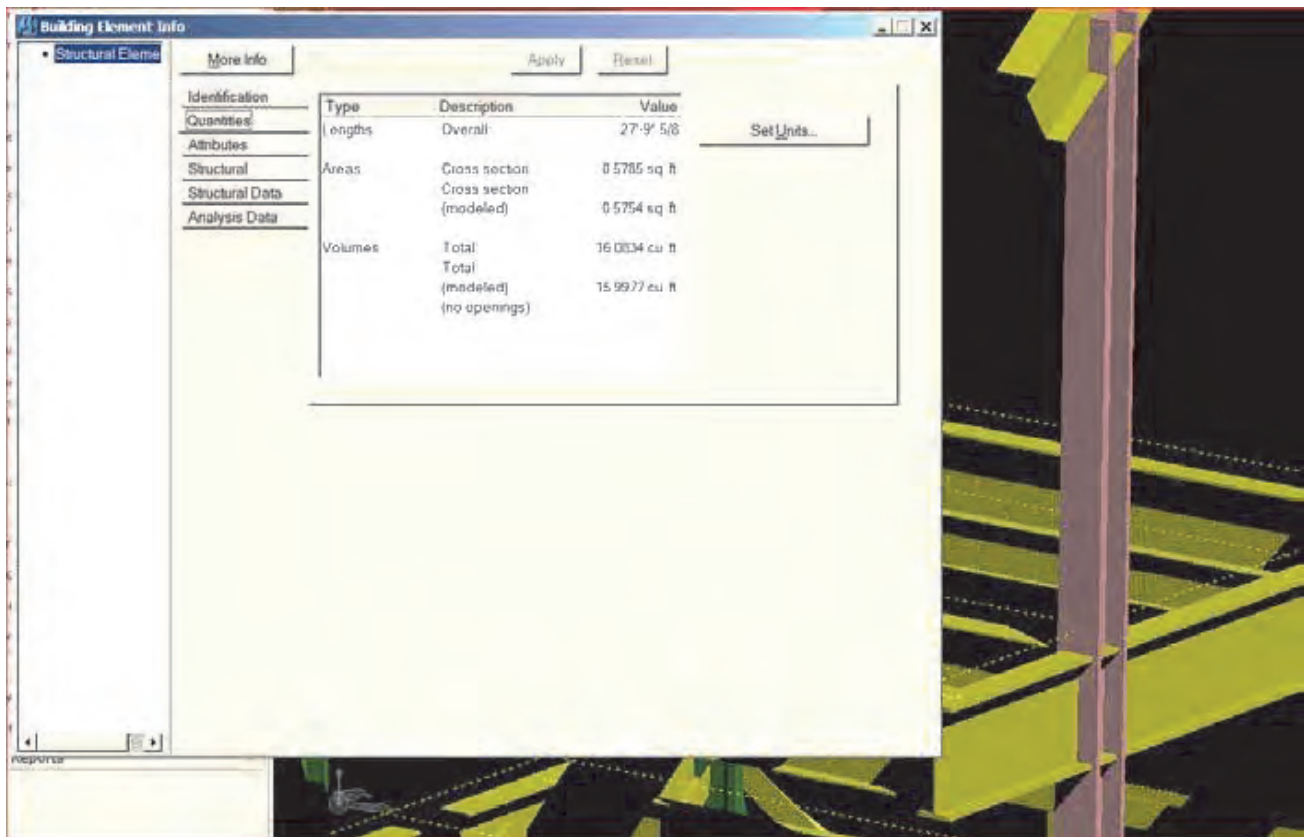 Building Element Info
Structural Eleme
More Info
Apply
Reset
Identification
Quantities
Attributes
Structural
Structural Data
Analysis Data
Type Description Value
Lengths Overall 27'-9" 5/8
Areas Cross section 0.5785 sq ft
Cross section
(modeled) 0.5754 sq ft
Volumes Total 16.0834 cu ft
Total
(modeled) 15.9977 cu ft
(no openings)
Set Units...
Reports